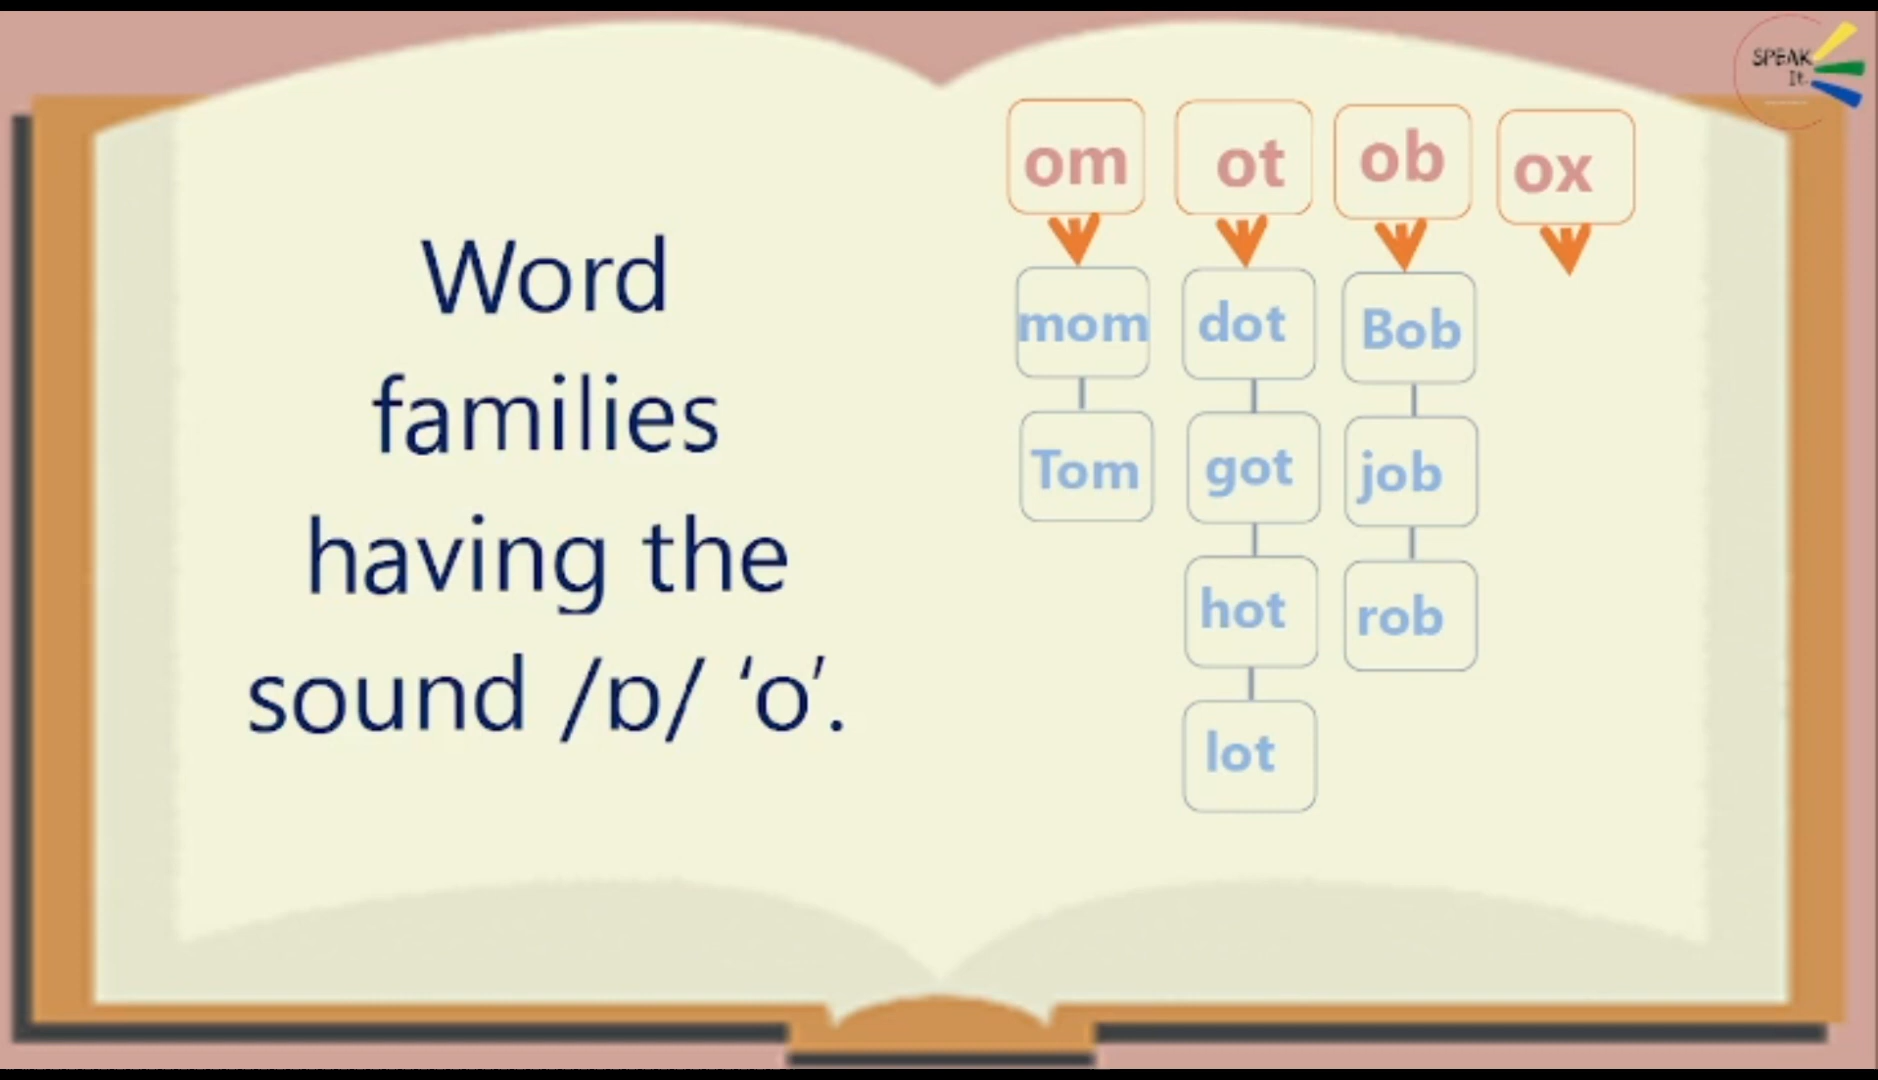 SPEAK
It.
Word
families
having the
sound /ɒ/ ‘o’.
om ot ob ox
mom dot Bob
Tom got job
hot rob
lot